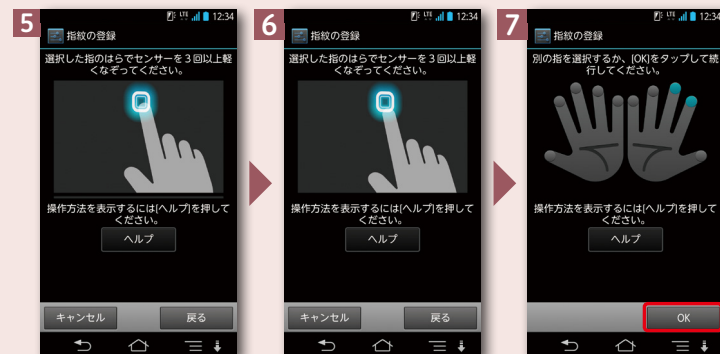 5
12:34
指紋の登録
選択した指のはらでセンサーを3回以上軽
くなぞってください。
操作方法を表示するには[ヘルプ]を押して
ください。
ヘルプ
キャンセル
戻る
6
12:34
指紋の登録
選択した指のはらでセンサーを3回以上軽
くなぞってください。
操作方法を表示するには[ヘルプ]を押して
ください。
ヘルプ
キャンセル
戻る
7
12:34
指紋の登録
別の指を選択するか、[OK]をタップして続
行してください。
操作方法を表示するには[ヘルプ]を押して
ください。
ヘルプ
OK